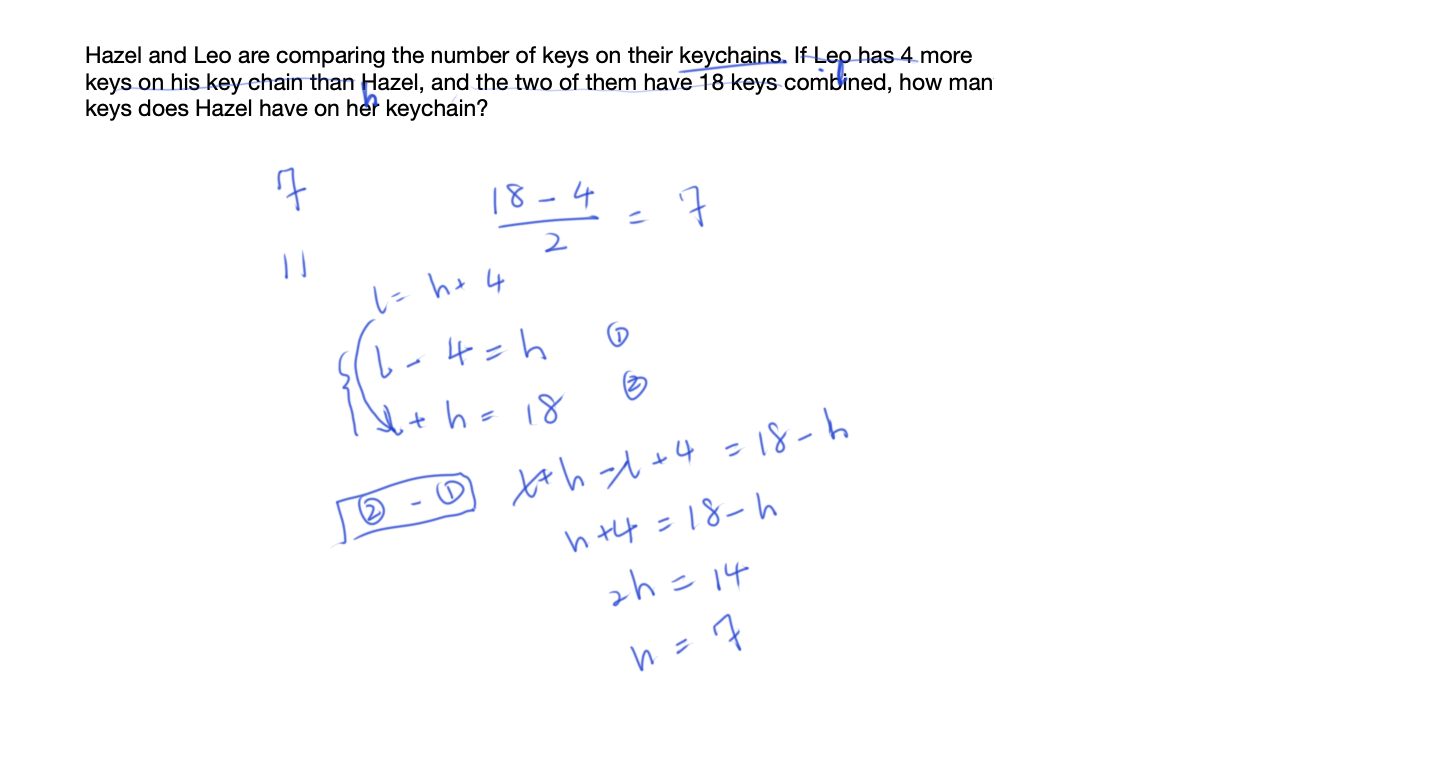 Hazel and Leo are comparing the number of keys on their keychains. If Leo has 4 more
keys on his key chain than Hazel, and the two of them have 18 keys combined, how man
keys does Hazel have on her keychain?
l
h
7
18 - 4 / 2 = 7
11
l = h + 4
l - 4 = h ①
l + h = 18 ②
② - ① l + h - l + 4 = 18 - h
h + 4 = 18 - h
2h = 14
h = 7